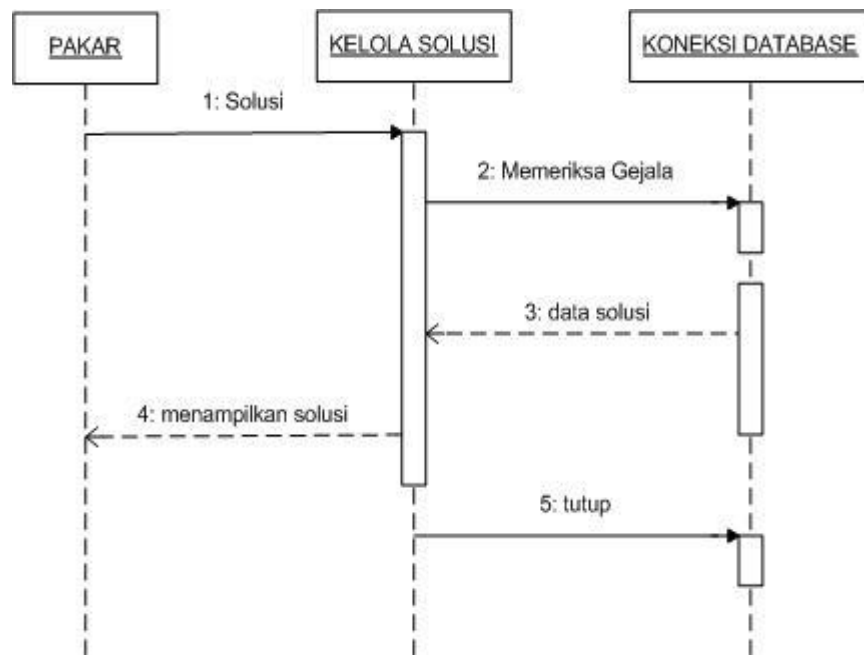 PAKAR
KELOLA SOLUSI
KONEKSI DATABASE
1: Solusi
2: Memeriksa Gejala
3: data solusi
4: menampilkan solusi
5: tutup